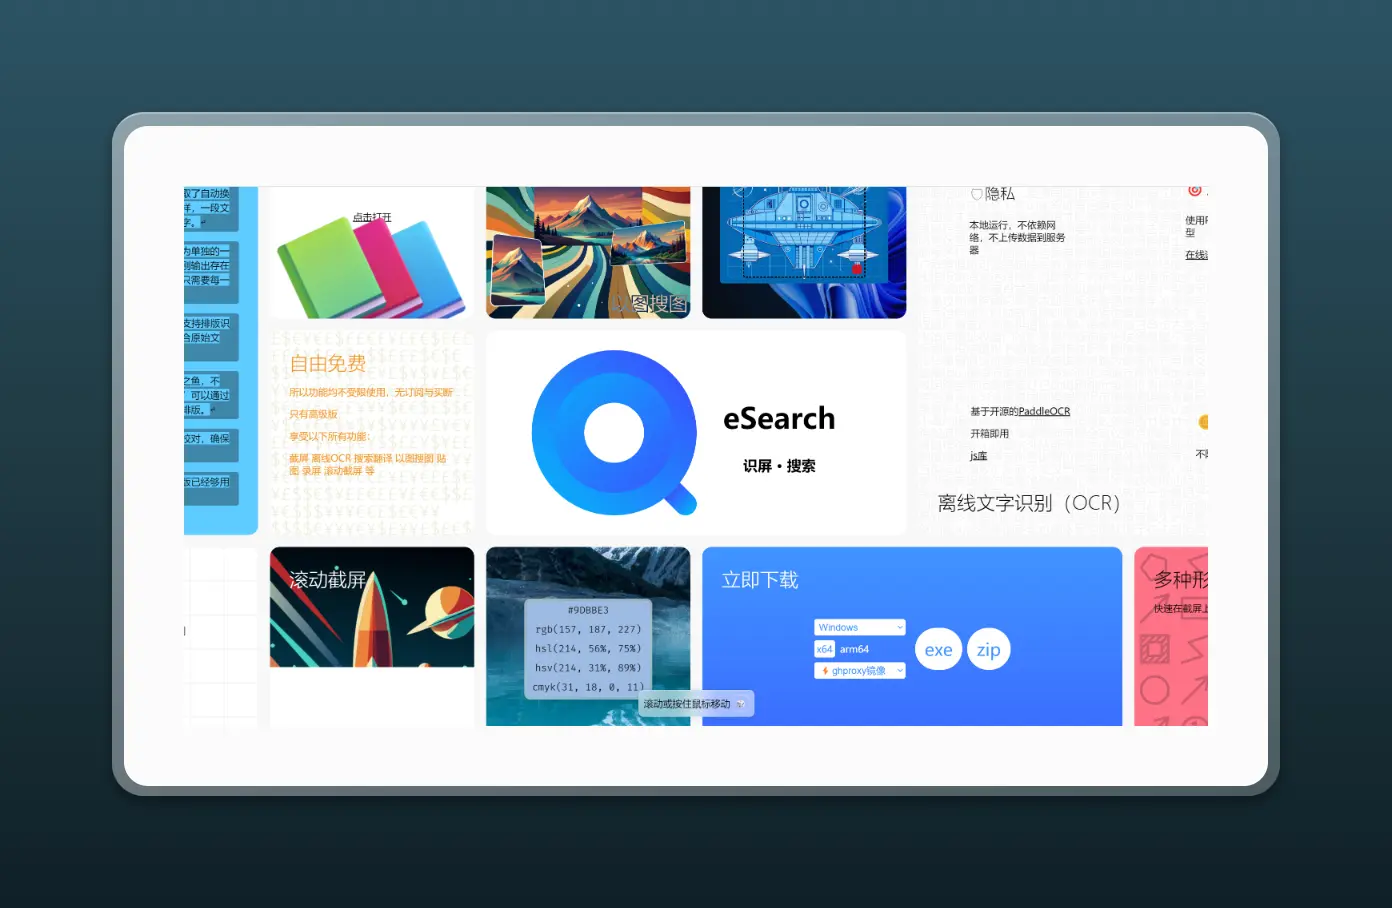 取了自动换
羊，一段文
字。
为单独的一
别输出存在
只需要每一
支持排版识
合原始文
之鱼，不
可以通过
排版。
校对，确保
版已经够用
点击打开
以图搜图
隐私
本地运行，不依赖网
络，不上传数据到服务
器
使用
型
在线
自由免费
所以功能均不受限使用，无订阅与买断
只有高级版
享受以下所有功能：
截屏 离线OCR 搜索翻译 以图搜图 贴
图 录屏 滚动截屏 等
eSearch
识屏・搜索
基于开源的PaddleOCR
开箱即用
js库
离线文字识别（OCR）
滚动截屏
#9DBBE3
rgb(157, 187, 227)
hsl(214, 56%, 75%)
hsv(214, 31%, 89%)
cmyk(31, 18, 0, 11)
滚动或按住鼠标移动
立即下载
Windows
x64 arm64
ghproxy镜像
exe zip
多种形
快速在截屏上